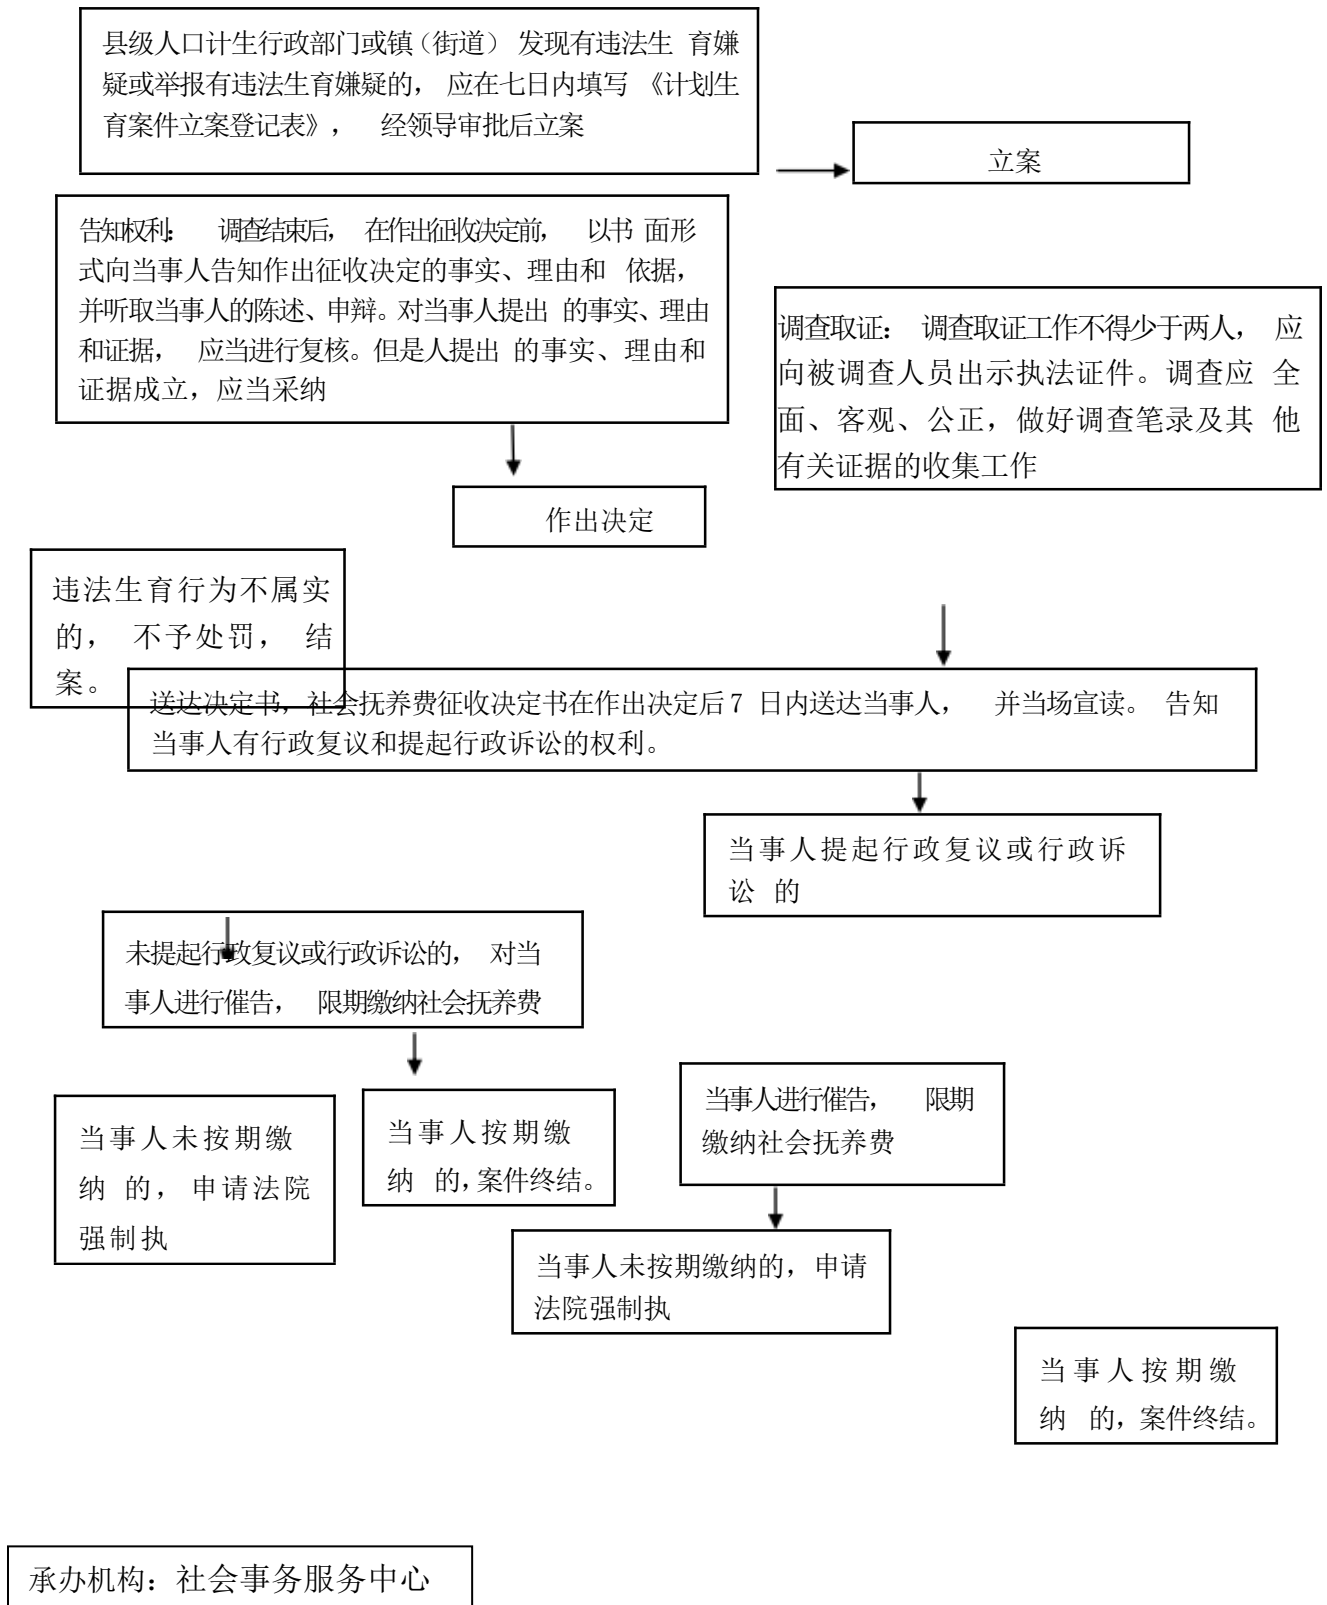 县级人口计生行政部门或镇（街道） 发现有违法生 育嫌
疑或举报有违法生育嫌疑的， 应在七日内填写 《计划生
育案件立案登记表》， 经领导审批后立案
立案
告知权利： 调查结束后， 在作出征收决定前， 以书 面形
式向当事人告知作出征收决定的事实、理由和 依据，
并听取当事人的陈述、申辩。对当事人提出 的事实、理由
和证据， 应当进行复核。但是人提出 的事实、理由和
证据成立，应当采纳
调查取证： 调查取证工作不得少于两人， 应
向被调查人员出示执法证件。调查应 全
面、客观、公正，做好调查笔录及其 他
有关证据的收集工作
作出决定
违法生育行为不属实
的， 不予处罚， 结
案。
送达决定书，社会抚养费征收决定书在作出决定后7 日内送达当事人， 并当场宣读。 告知
当事人有行政复议和提起行政诉讼的权利。
当事人提起行政复议或行政诉
讼 的
未提起行政复议或行政诉讼的， 对当
事人进行催告， 限期缴纳社会抚养费
当事人未按期缴
纳 的，申请法院
强制执
当事人按期缴
纳 的，案件终结。
当事人进行催告， 限期
缴纳社会抚养费
当事人未按期缴纳的，申请
法院强制执
当事人按期缴
纳 的，案件终结。
承办机构：社会事务服务中心